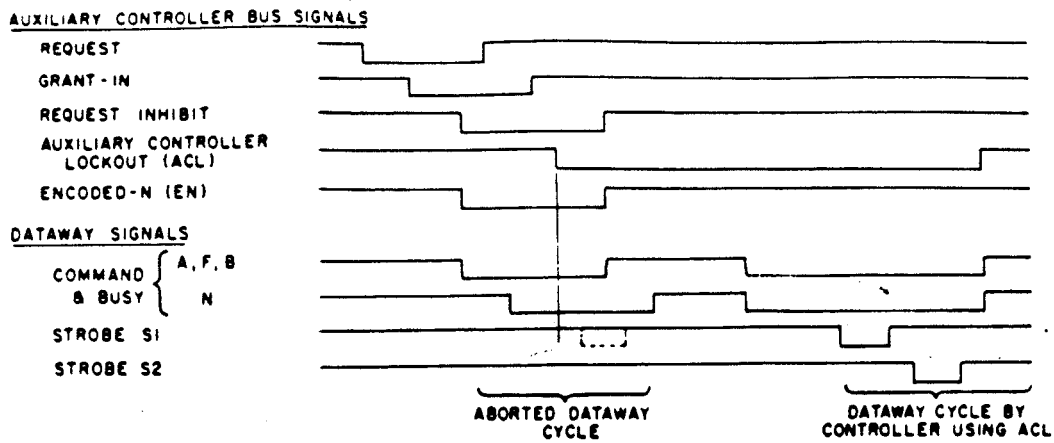 AUXILIARY CONTROLLER BUS SIGNALS
REQUEST
GRANT-IN
REQUEST INHIBIT
AUXILIARY CONTROLLER
LOCKOUT (ACL)
ENCODED-N (EN)
DATAWAY SIGNALS
COMMAND
& BUSY
A, F, B
N
STROBE S1
STROBE S2
ABORTED DATAWAY
CYCLE
DATAWAY CYCLE BY
CONTROLLER USING ACL